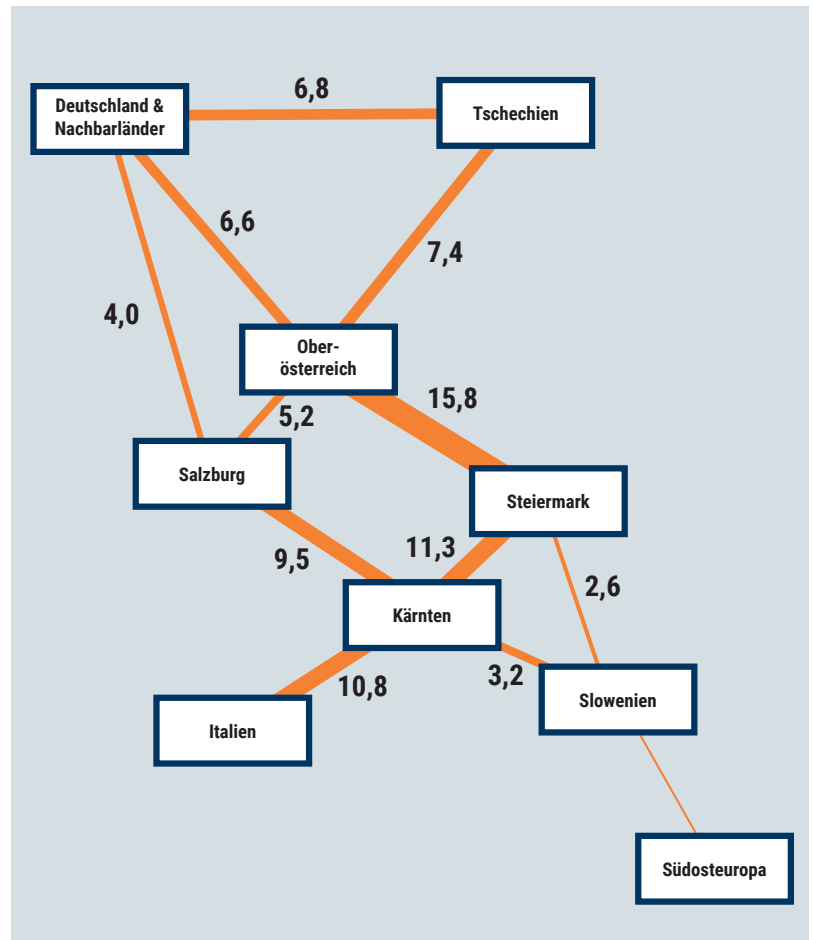 6,8
Deutschland &
Nachbarländer
Tschechien
6,6
7,4
4,0
Ober-
österreich
15,8
5,2
Salzburg
Steiermark
11,3
9,5
2,6
Kärnten
3,2
10,8
Slowenien
Italien
Südosteuropa